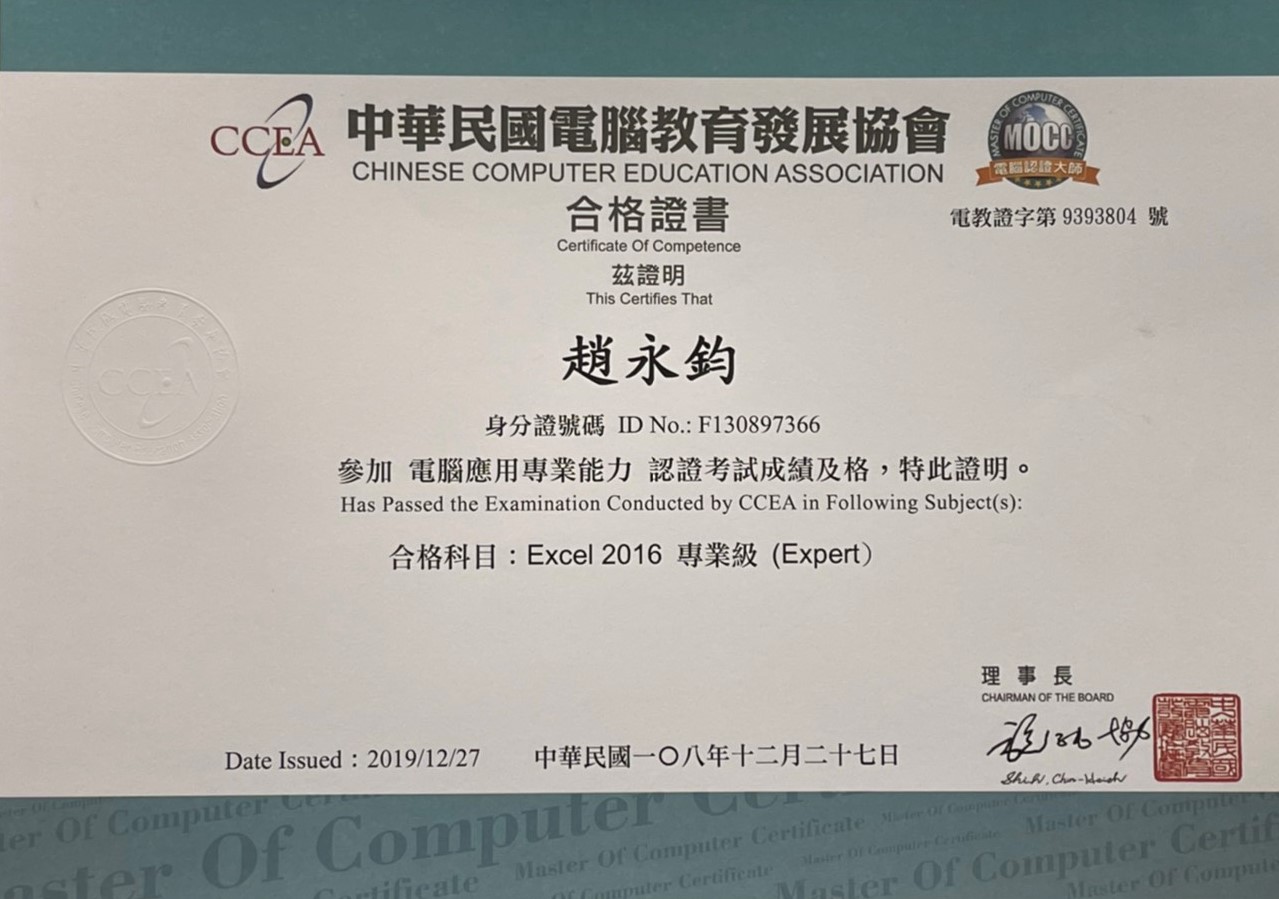 CCEA 中華民國電腦教育發展協會
CHINESE COMPUTER EDUCATION ASSOCIATION
MASTER OF COMPUTER CERTIFICATE
MOCC
電腦認證大師
合格證書
Certificate Of Competence
電教證字第 9393804 號
茲證明
This Certifies That
趙永鈞
CCEA
身分證號碼 ID No.: F130897366
參加 電腦應用專業能力 認證考試成績及格，特此證明。
Has Passed the Examination Conducted by CCEA in Following Subject(s):
合格科目：Excel 2016 專業級 (Expert）
理事長
CHAIRMAN OF THE BOARD
Date Issued：2019/12/27 中華民國一〇八年十二月二十七日
Master Of Computer Certificate
Master Of Computer
Master Of Computer Certificate
Master Of Computer